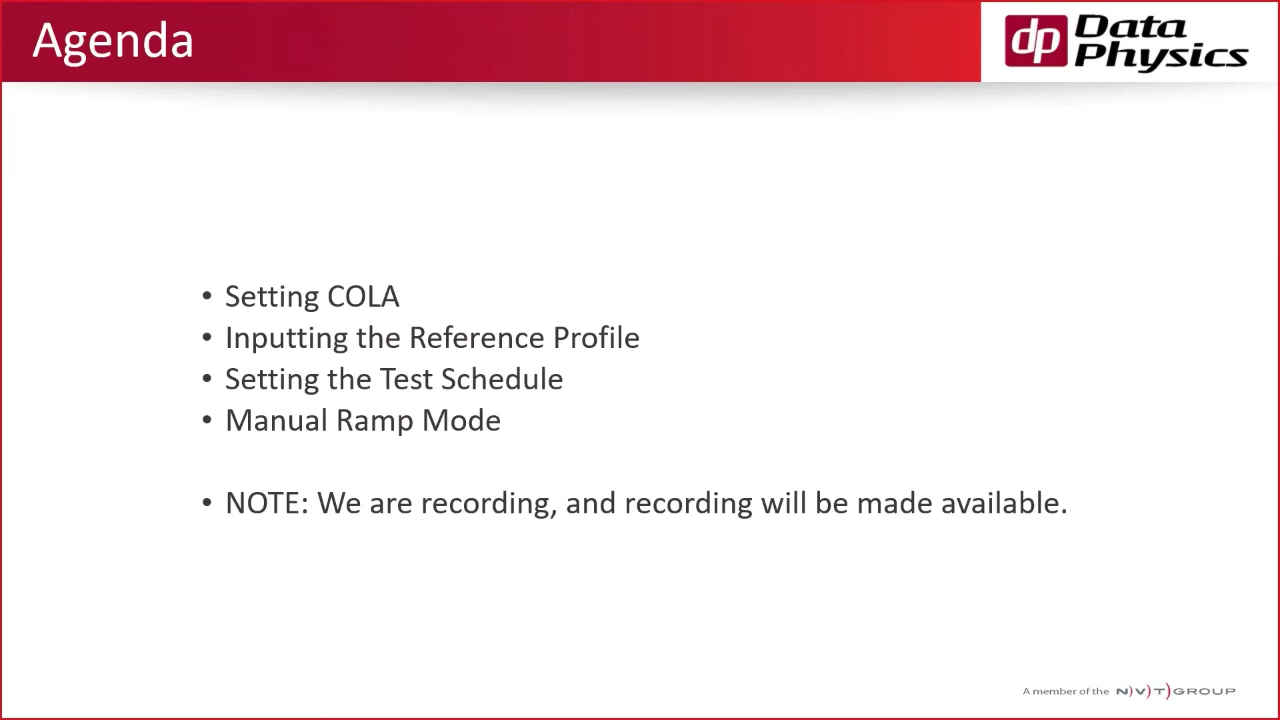 Agenda
dp Data Physics
• Setting COLA
• Inputting the Reference Profile
• Setting the Test Schedule
• Manual Ramp Mode
• NOTE: We are recording, and recording will be made available.
A member of the N)V)T)GROUP